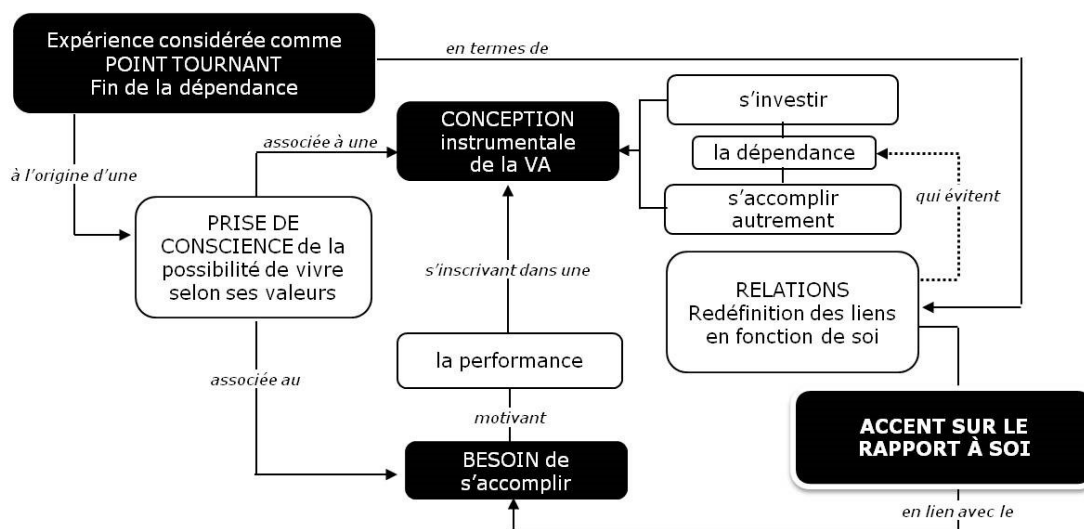 Expérience considérée comme
POINT TOURNANT
Fin de la dépendance
en termes de
s'investir
CONCEPTION
instrumentale
de la VA
associée à une
la dépendance
à l'origine d'une
s'accomplir
autrement
qui évitent
PRISE DE
CONSCIENCE de la
possibilité de vivre
selon ses valeurs
s'inscrivant dans une
RELATIONS
Redéfinition des liens
en fonction de soi
la performance
associée au
motivant
ACCENT SUR LE
RAPPORT À SOI
BESOIN de
s'accomplir
en lien avec le